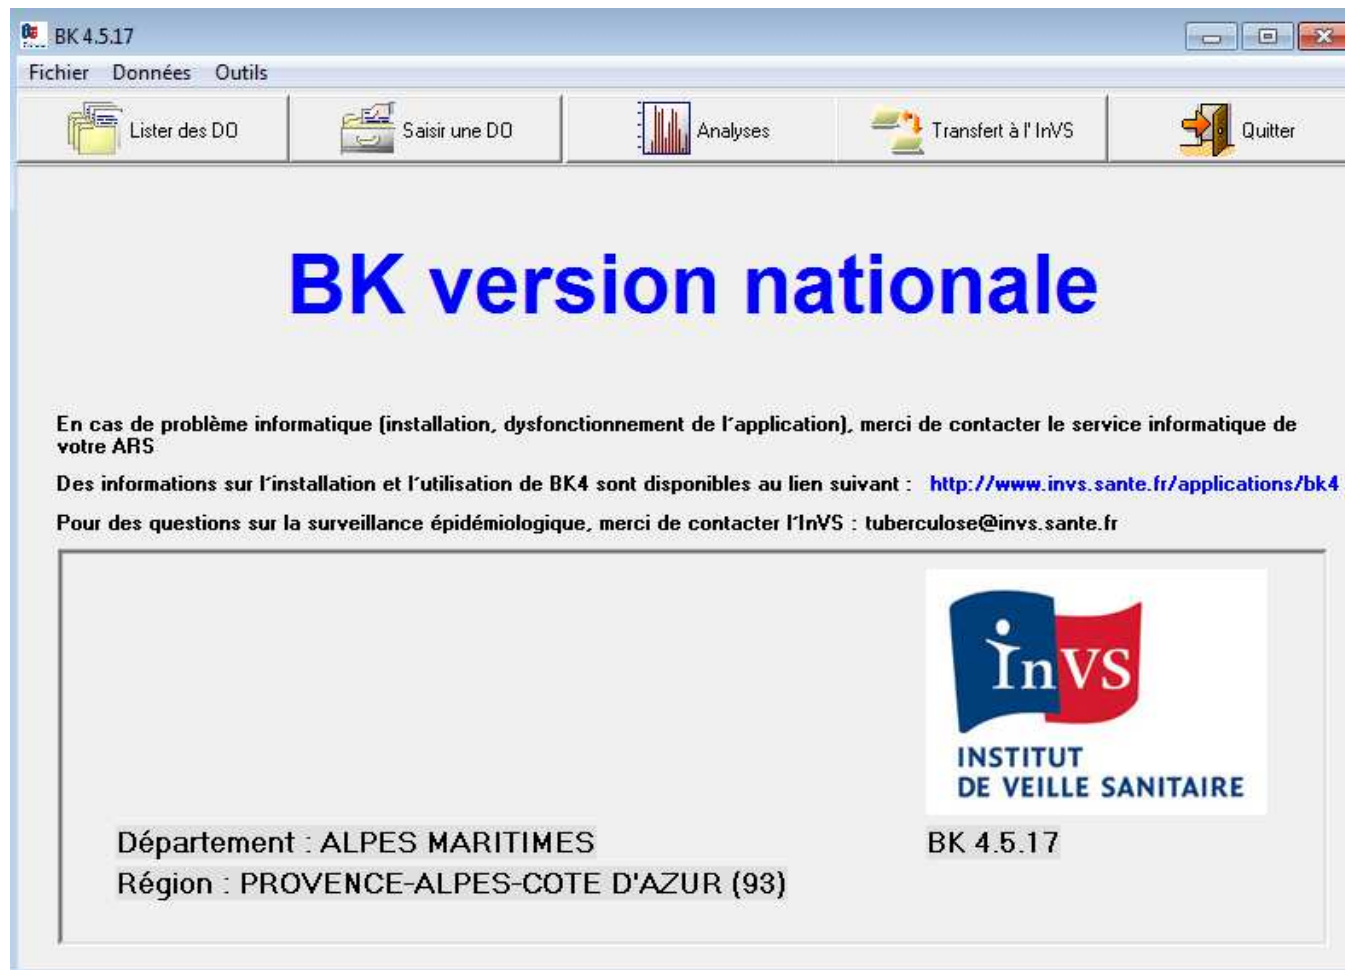 BK 4.5.17
Fichier Données Outils
Lister des DO Saisir une DO Analyses Transfert à l' InVS Quitter
BK version nationale
En cas de problème informatique (installation, dysfonctionnement de l'application), merci de contacter le service informatique de
votre ARS
Des informations sur l'installation et l'utilisation de BK4 sont disponibles au lien suivant : http://www.invs.sante.fr/applications/bk4
Pour des questions sur la surveillance épidémiologique, merci de contacter l'InVS : tuberculose@invs.sante.fr
InVS
INSTITUT
DE VEILLE SANITAIRE
Département : ALPES MARITIMES BK 4.5.17
Région : PROVENCE-ALPES-COTE D'AZUR (93)